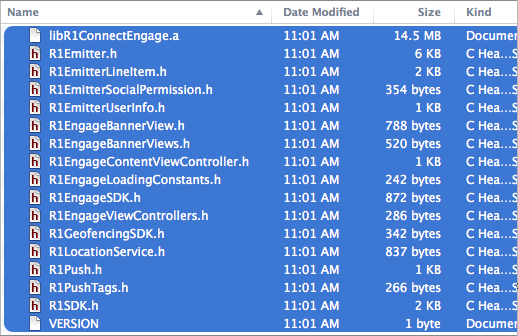 Name Date Modified Size Kind
libR1ConnectEngage.a 11:01 AM 14.5 MB Documen
R1Emitter.h 11:01 AM 6 KB C Hea...S
R1EmitterLineItem.h 11:01 AM 2 KB C Hea...S
R1EmitterSocialPermission.h 11:01 AM 354 bytes C Hea...S
R1EmitterUserInfo.h 11:01 AM 1 KB C Hea...S
R1EngageBannerView.h 11:01 AM 788 bytes C Hea...S
R1EngageBannerViews.h 11:01 AM 520 bytes C Hea...S
R1EngageContentViewController.h 11:01 AM 1 KB C Hea...S
R1EngageLoadingConstants.h 11:01 AM 242 bytes C Hea...S
R1EngageSDK.h 11:01 AM 872 bytes C Hea...S
R1EngageViewControllers.h 11:01 AM 286 bytes C Hea...S
R1GeofencingSDK.h 11:01 AM 342 bytes C Hea...S
R1LocationService.h 11:01 AM 837 bytes C Hea...S
R1Push.h 11:01 AM 1 KB C Hea...S
R1PushTags.h 11:01 AM 266 bytes C Hea...S
R1SDK.h 11:01 AM 2 KB C Hea...S
VERSION 11:01 AM 1 byte Documen